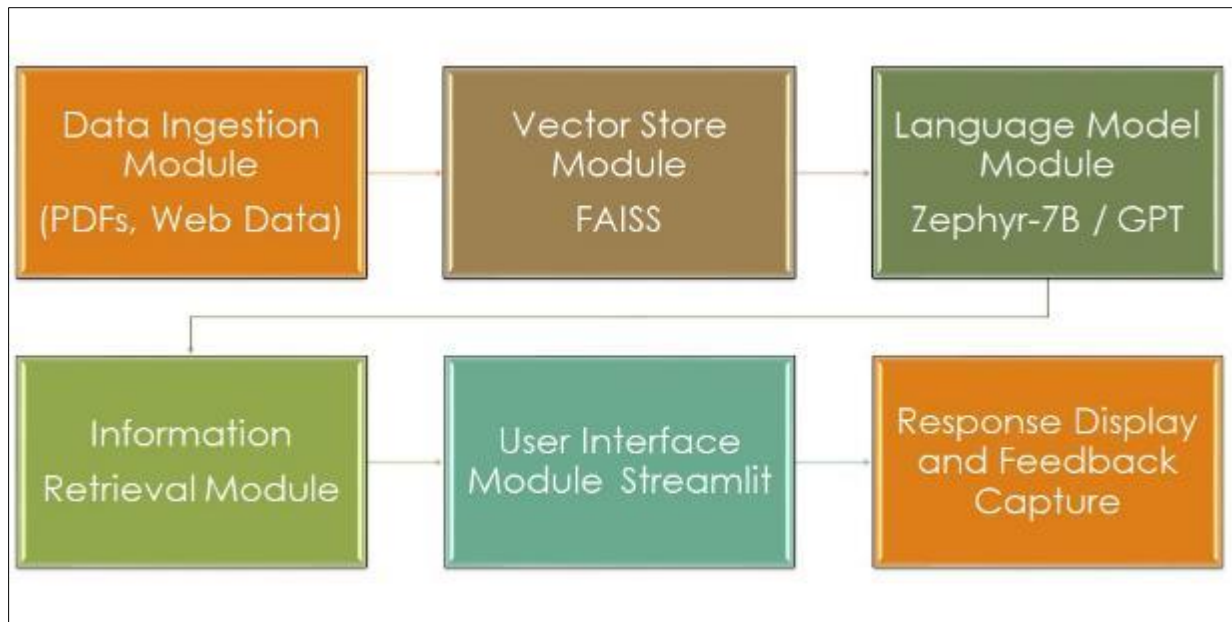 Data Ingestion
Module
(PDFs, Web Data)
Vector Store
Module
FAISS
Language Model
Module
Zephyr-7B / GPT
Information
Retrieval Module
User Interface
Module Streamlit
Response Display
and Feedback
Capture